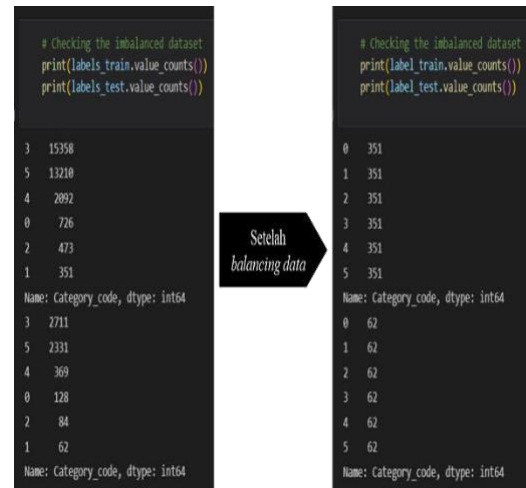 # Checking the imbalanced dataset
print(labels_train.value_counts())
print(labels_test.value_counts())
3 15358
5 13210
4 2092
0 726
2 473
1 351
Name: Category_code, dtype: int64
3 2711
5 2331
4 369
0 128
2 84
1 62
Name: Category_code, dtype: int64
Setelah
balancing data
# Checking the imbalanced dataset
print(label_train.value_counts())
print(label_test.value_counts())
0 351
1 351
2 351
3 351
4 351
5 351
Name: Category_code, dtype: int64
0 62
1 62
2 62
3 62
4 62
5 62
Name: Category_code, dtype: int64